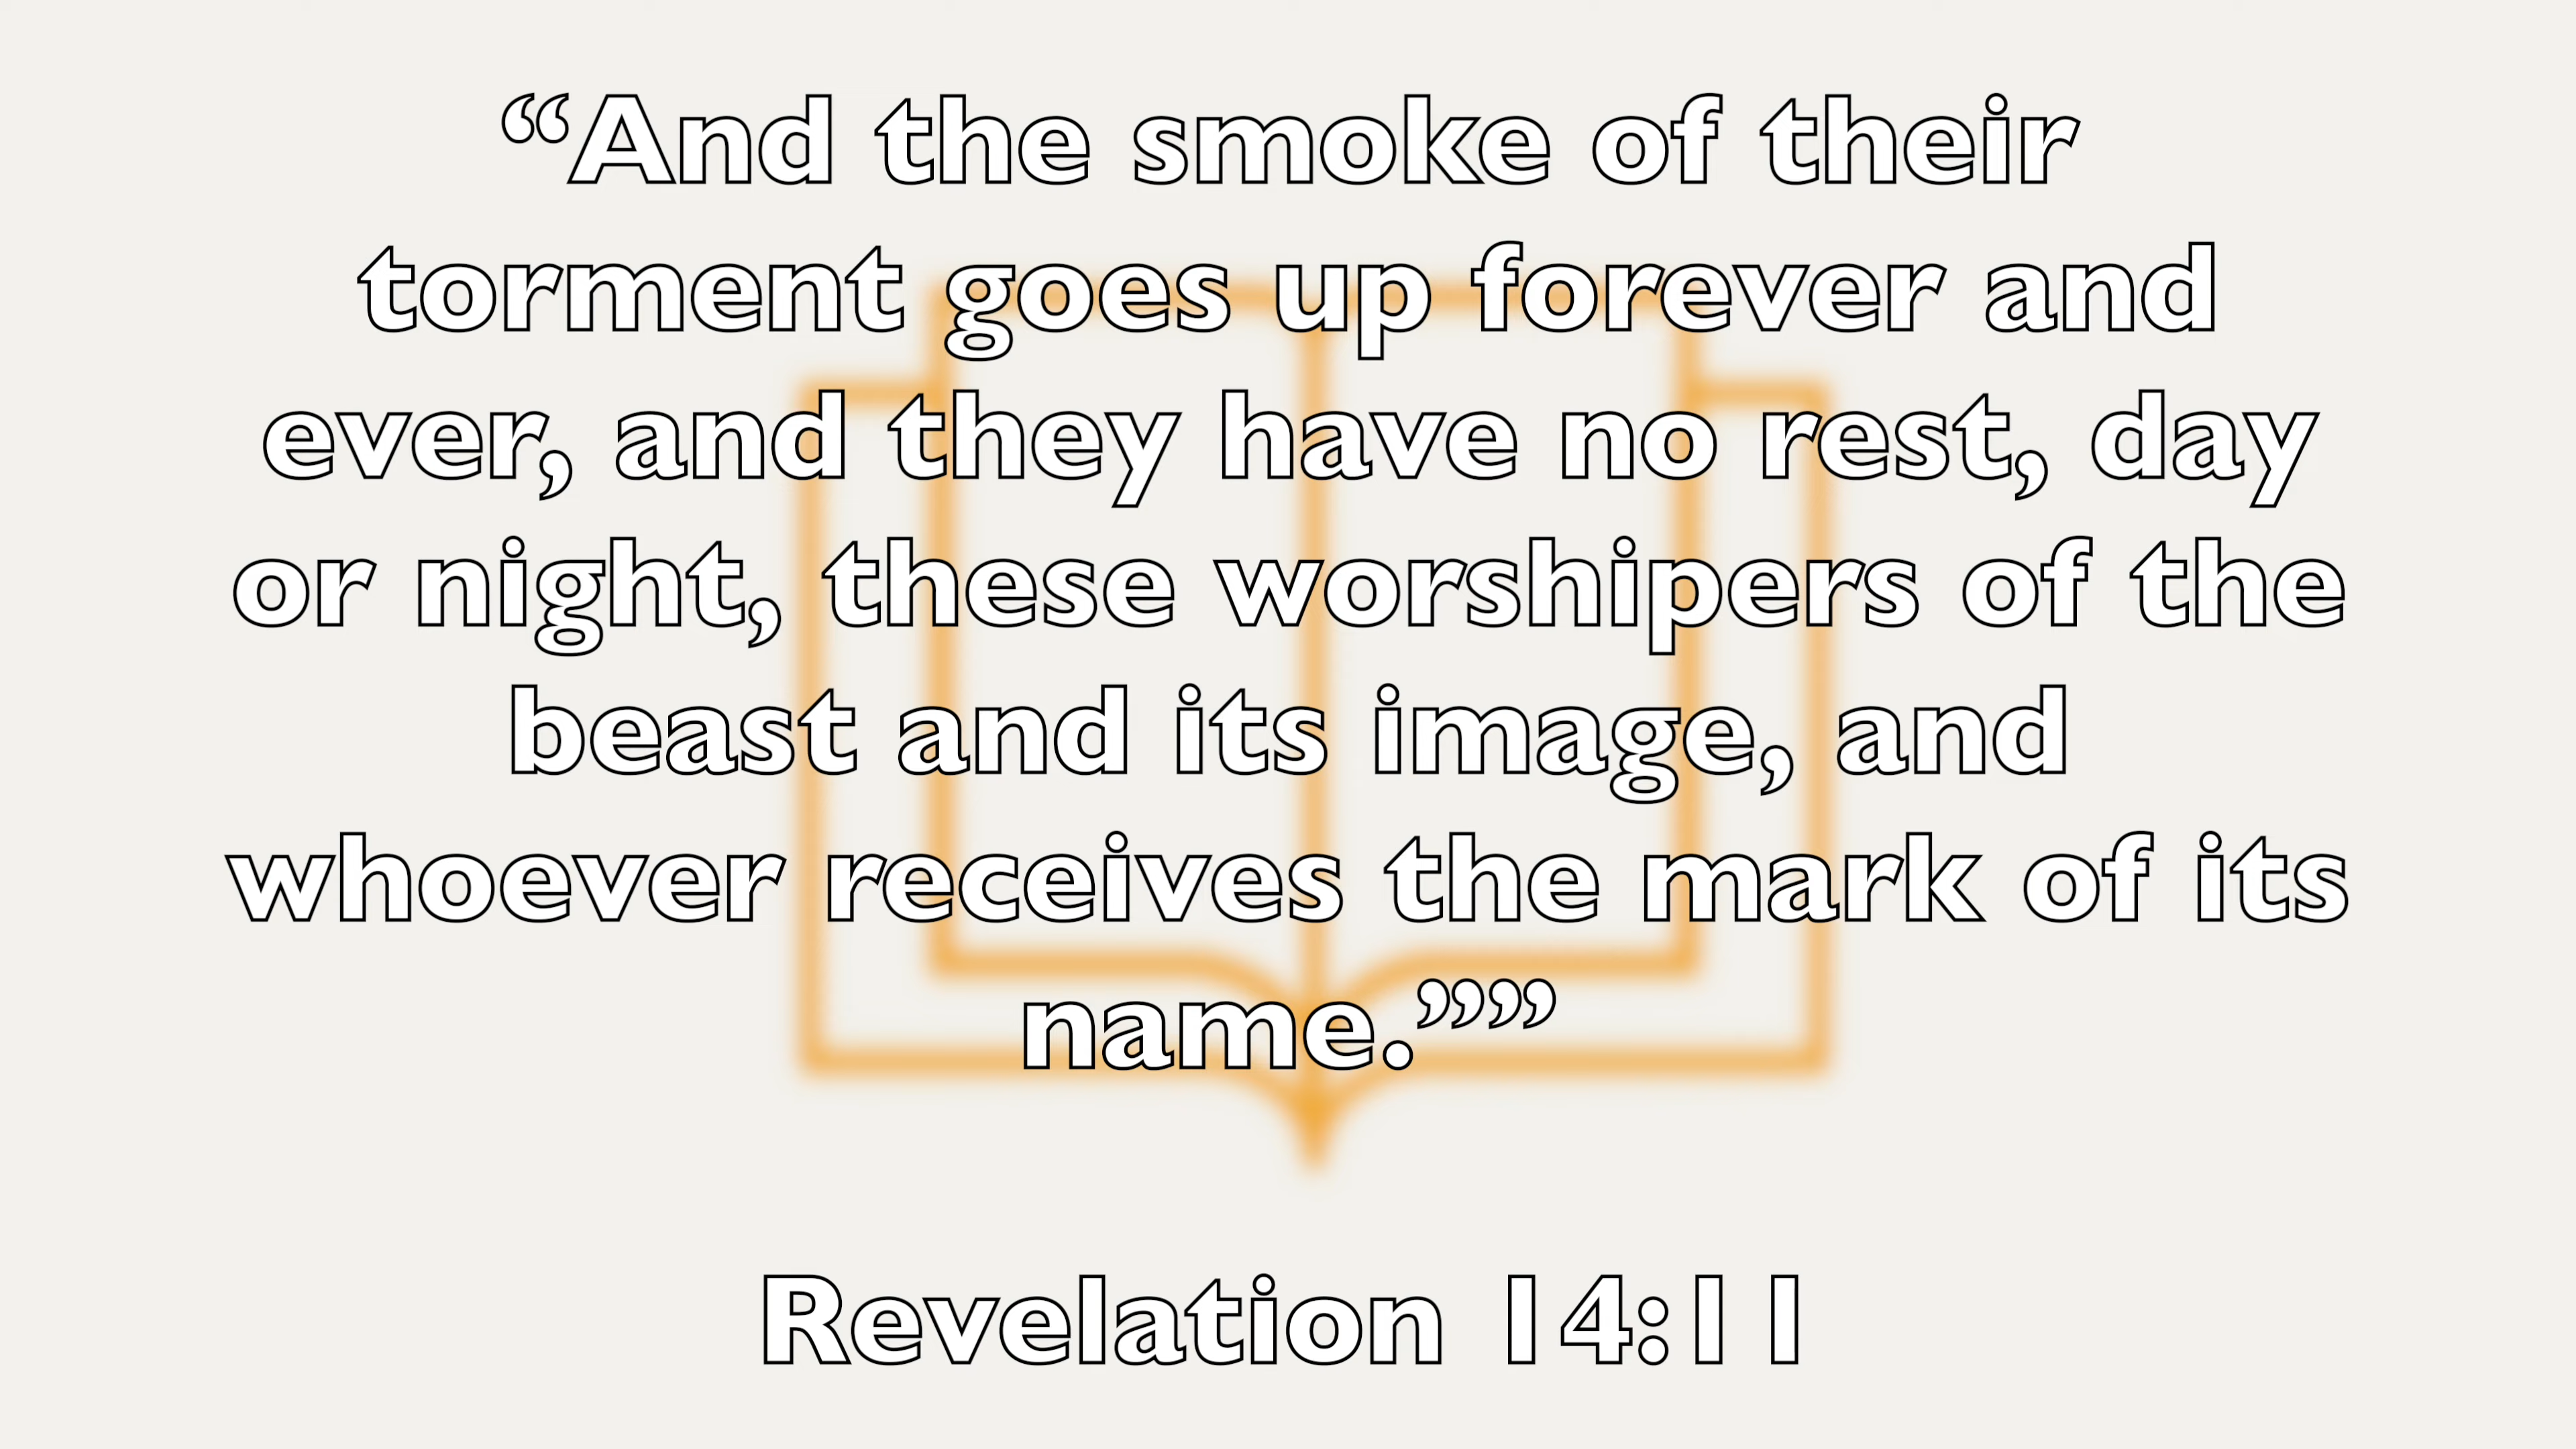 “And the smoke of their
torment goes up forever and
ever, and they have no rest, day
or night, these worshipers of the
beast and its image, and
whoever receives the mark of its
name.””
Revelation 14:11